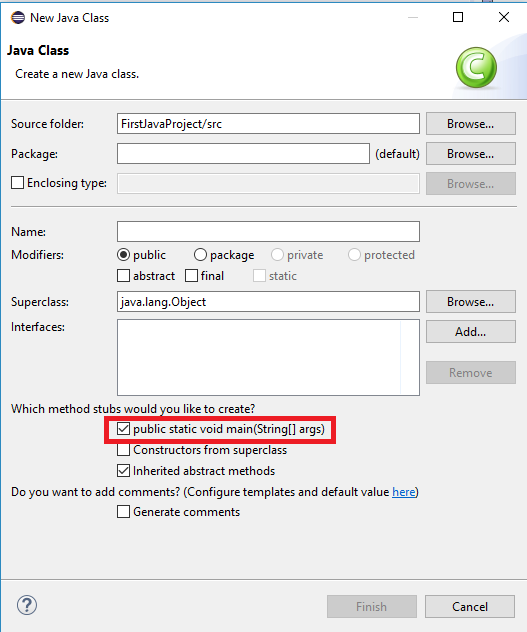 New Java Class
Java Class
Create a new Java class.
C
Source folder: FirstJavaProject/src Browse...
Package: (default) Browse...
Enclosing type: Browse...
Name:
Modifiers: public package private protected
abstract final static
Superclass: java.lang.Object Browse...
Interfaces: Add...
Remove
Which method stubs would you like to create?
public static void main(String[] args)
Constructors from superclass
Inherited abstract methods
Do you want to add comments? (Configure templates and default value here)
Generate comments
? Finish Cancel